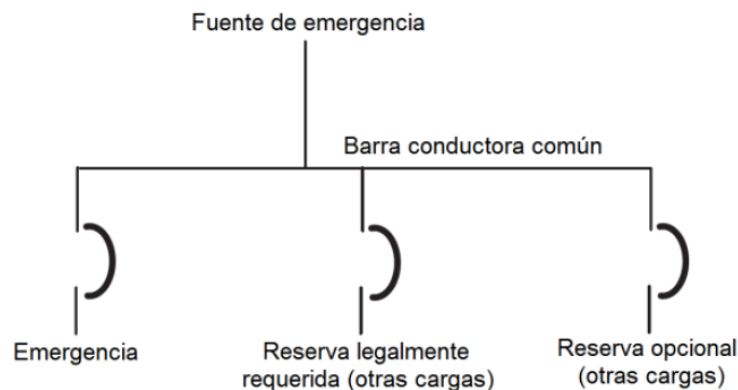 Fuente de emergencia
Barra conductora común
Emergencia
Reserva legalmente
requerida (otras cargas)
Reserva opcional
(otras cargas)